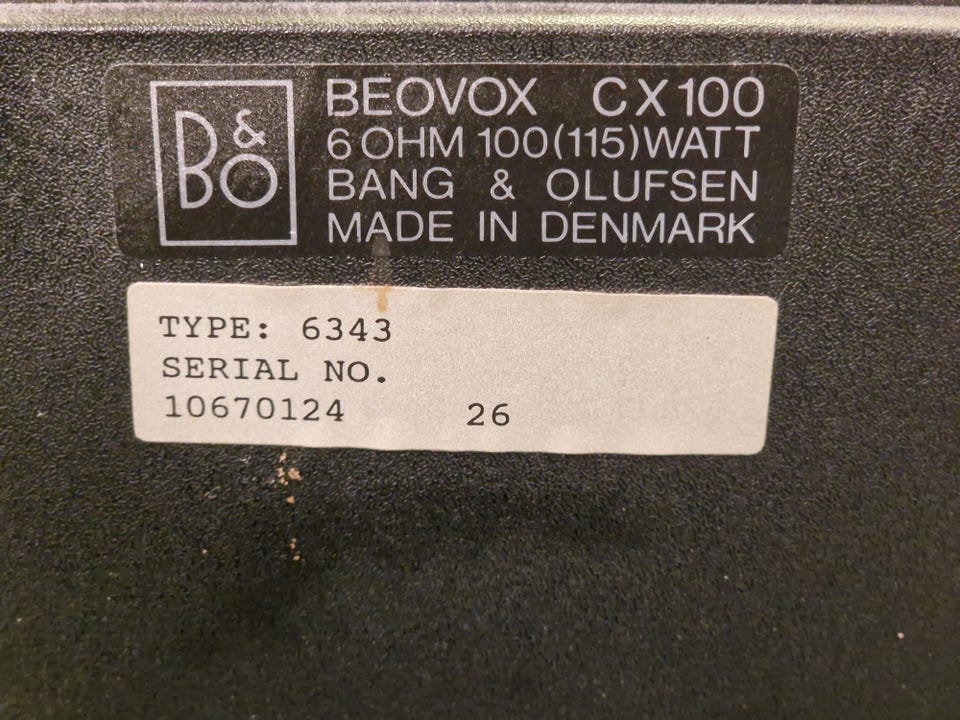 B&O
BEOVOX CX100
6 OHM 100(115)WATT
BANG & OLUFSEN
MADE IN DENMARK
TYPE: 6343
SERIAL NO.
10670124 26